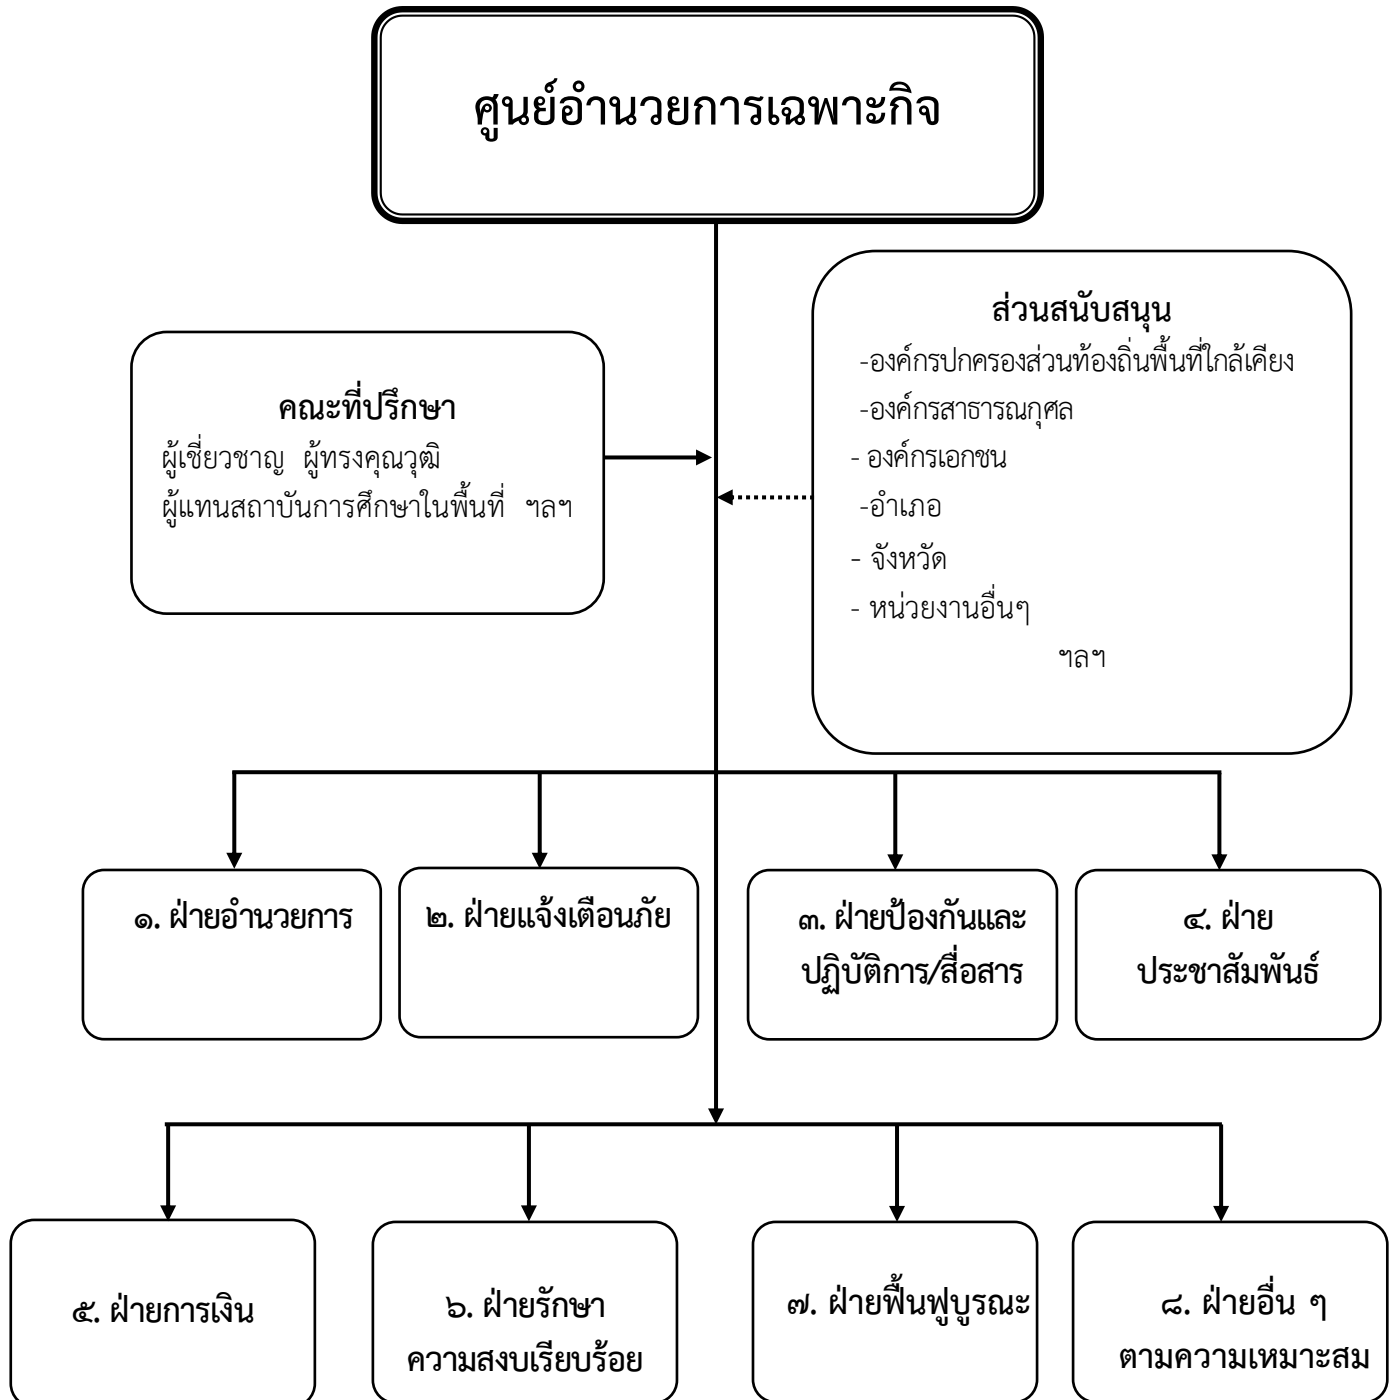 ศูนย์อำนวยการเฉพาะกิจ
คณะที่ปรึกษา
ผู้เชี่ยวชาญ ผู้ทรงคุณวุฒิ
ผู้แทนสถาบันการศึกษาในพื้นที่ ฯลฯ
ส่วนสนับสนุน
-องค์กรปกครองส่วนท้องถิ่นพื้นที่ใกล้เคียง
-องค์กรสาธารณกุศล
- องค์กรเอกชน
-อำเภอ
- จังหวัด
- หน่วยงานอื่นๆ
ฯลฯ
๑. ฝ่ายอำนวยการ
๒. ฝ่ายแจ้งเตือนภัย
๓. ฝ่ายป้องกันและ
ปฏิบัติการ/สื่อสาร
๔. ฝ่าย
ประชาสัมพันธ์
๕. ฝ่ายการเงิน
๖. ฝ่ายรักษา
ความสงบเรียบร้อย
๗. ฝ่ายฟื้นฟูบูรณะ
๘. ฝ่ายอื่น ๆ
ตามความเหมาะสม